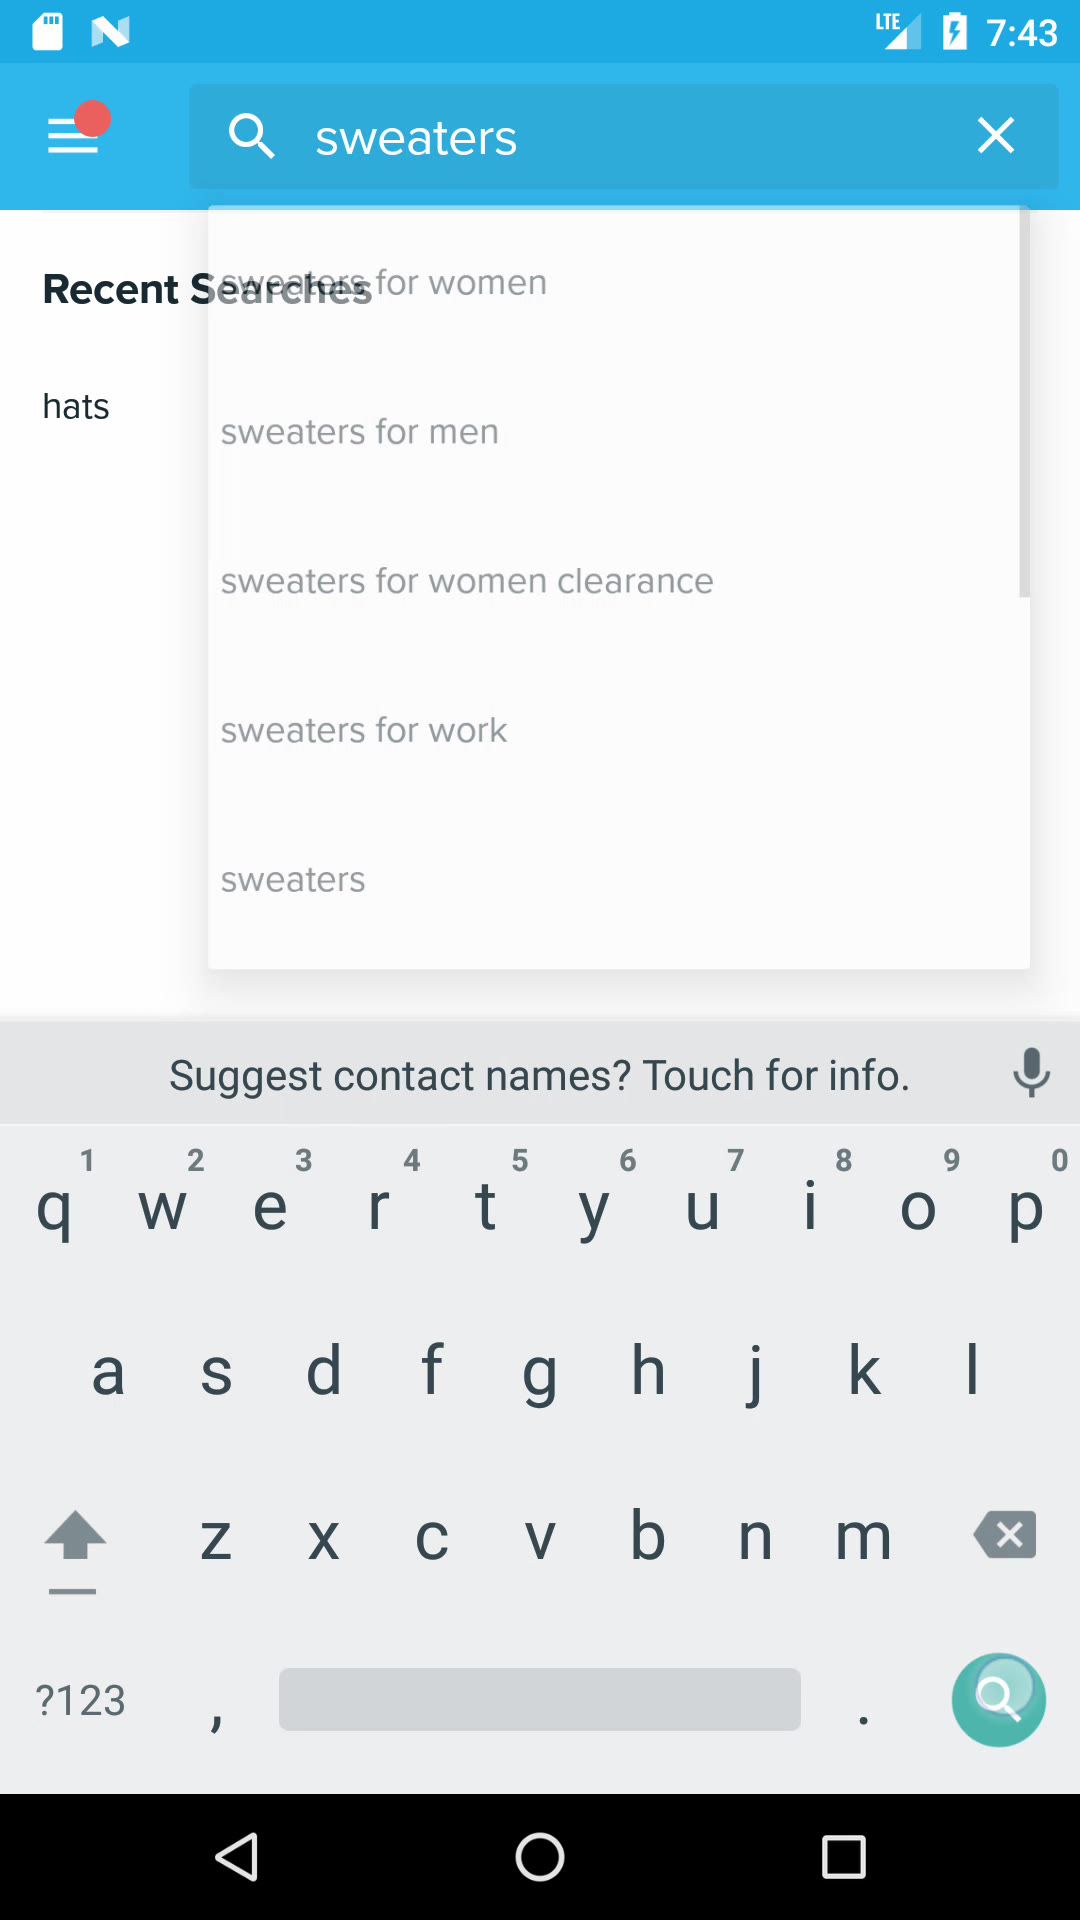 LTE 7:43
sweaters
Recent Searches
sweaters for women
hats
sweaters for men
sweaters for women clearance
sweaters for work
sweaters
Suggest contact names? Touch for info.
1 2 3 4 5 6 7 8 9 0
q w e r t y u i o p
a s d f g h j k l
z x c v b n m
?123 , .